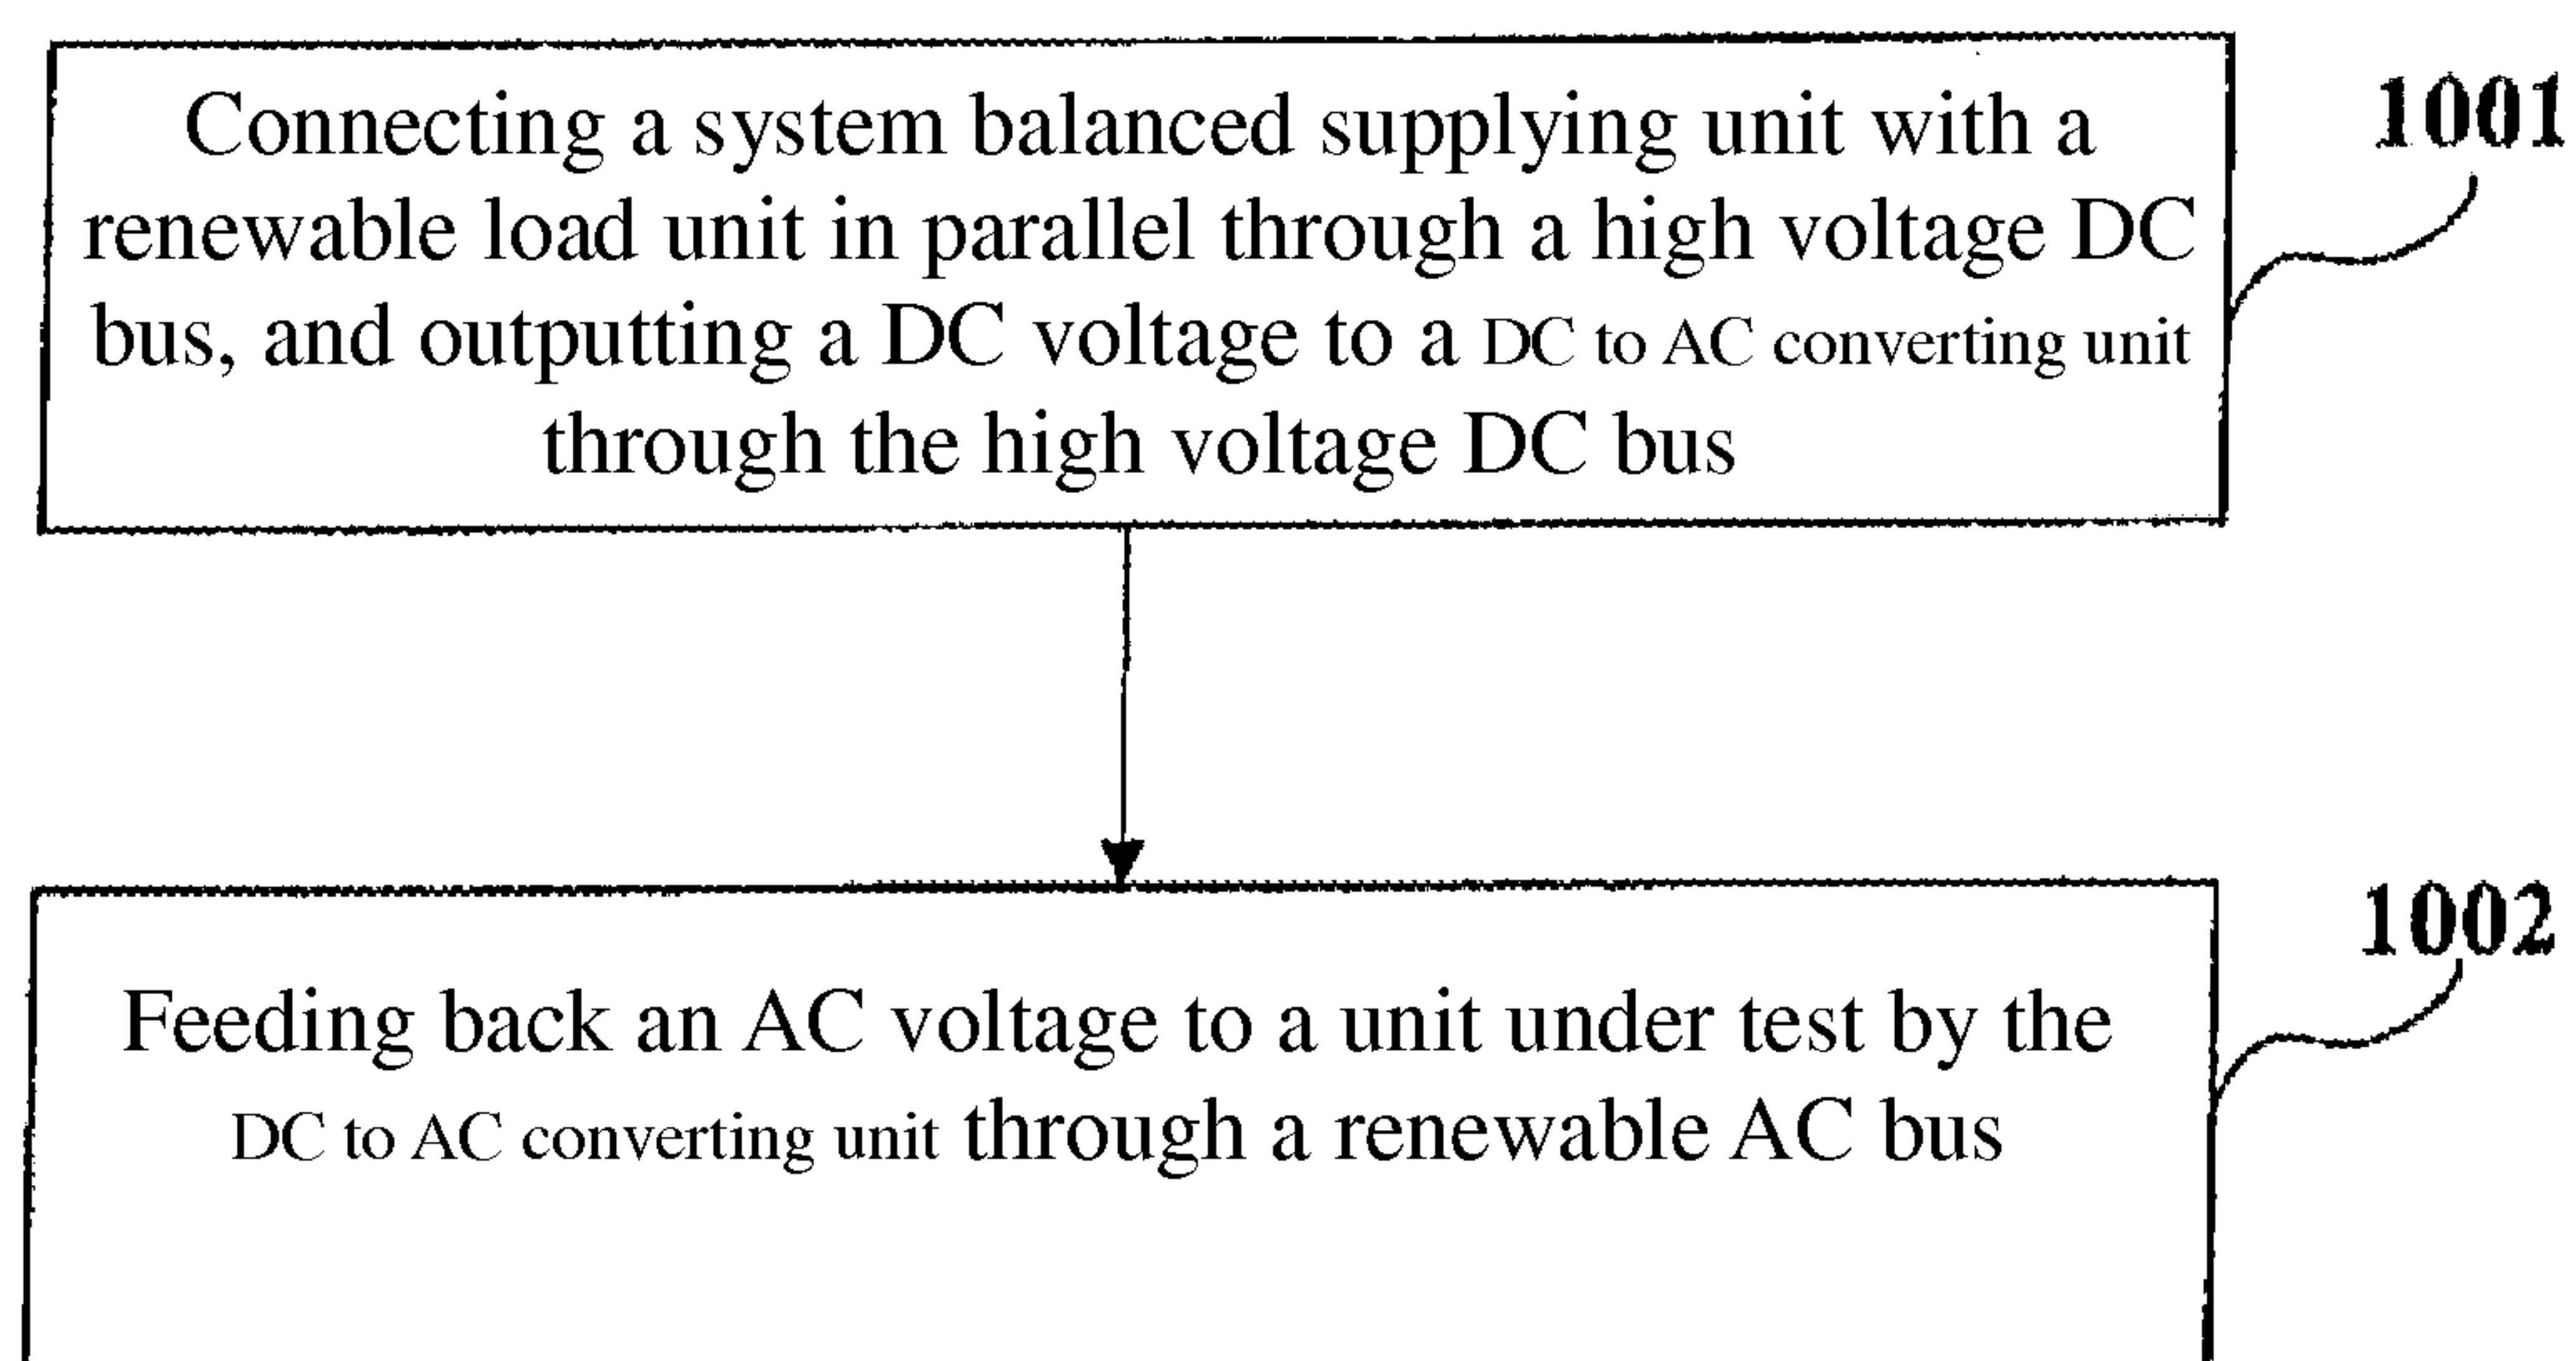 Connecting a system balanced supplying unit with a
renewable load unit in parallel through a high voltage DC
bus, and outputting a DC voltage to a DC to AC converting unit
through the high voltage DC bus
1001
Feeding back an AC voltage to a unit under test by the
DC to AC converting unit through a renewable AC bus
1002